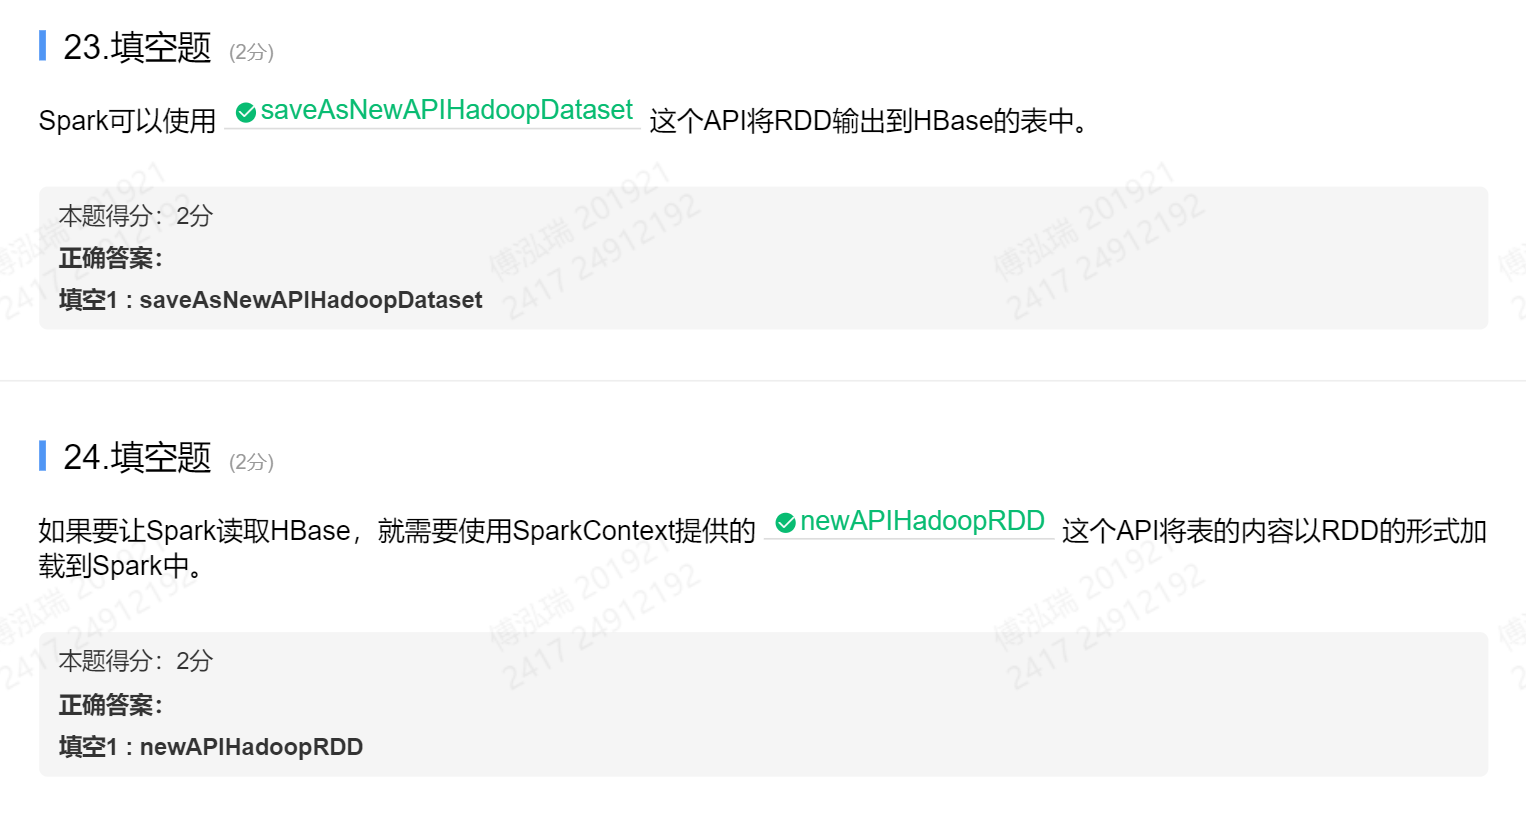 23.填空题 (2分)
Spark可以使用 saveAsNewAPIHadoopDataset 这个API将RDD输出到HBase的表中。
本题得分：2分
正确答案：
填空1：saveAsNewAPIHadoopDataset
24.填空题 (2分)
如果要让Spark读取HBase，就需要使用SparkContext提供的 newAPIHadoopRDD 这个API将表的内容以RDD的形式加
载到Spark中。
本题得分：2分
正确答案：
填空1：newAPIHadoopRDD
傅泓瑞 201921
2417 24912192